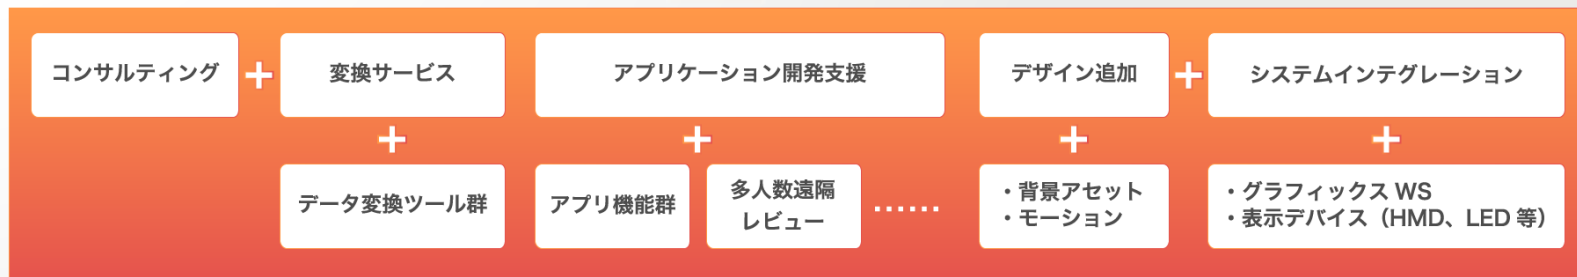 コンサルティング
+
変換サービス
アプリケーション開発支援
デザイン追加
+
システムインテグレーション
+
+
+
+
データ変換ツール群
アプリ機能群
多人数遠隔
レビュー
……
・背景アセット
・モーション
・グラフィックス WS
・表示デバイス（HMD、LED 等）